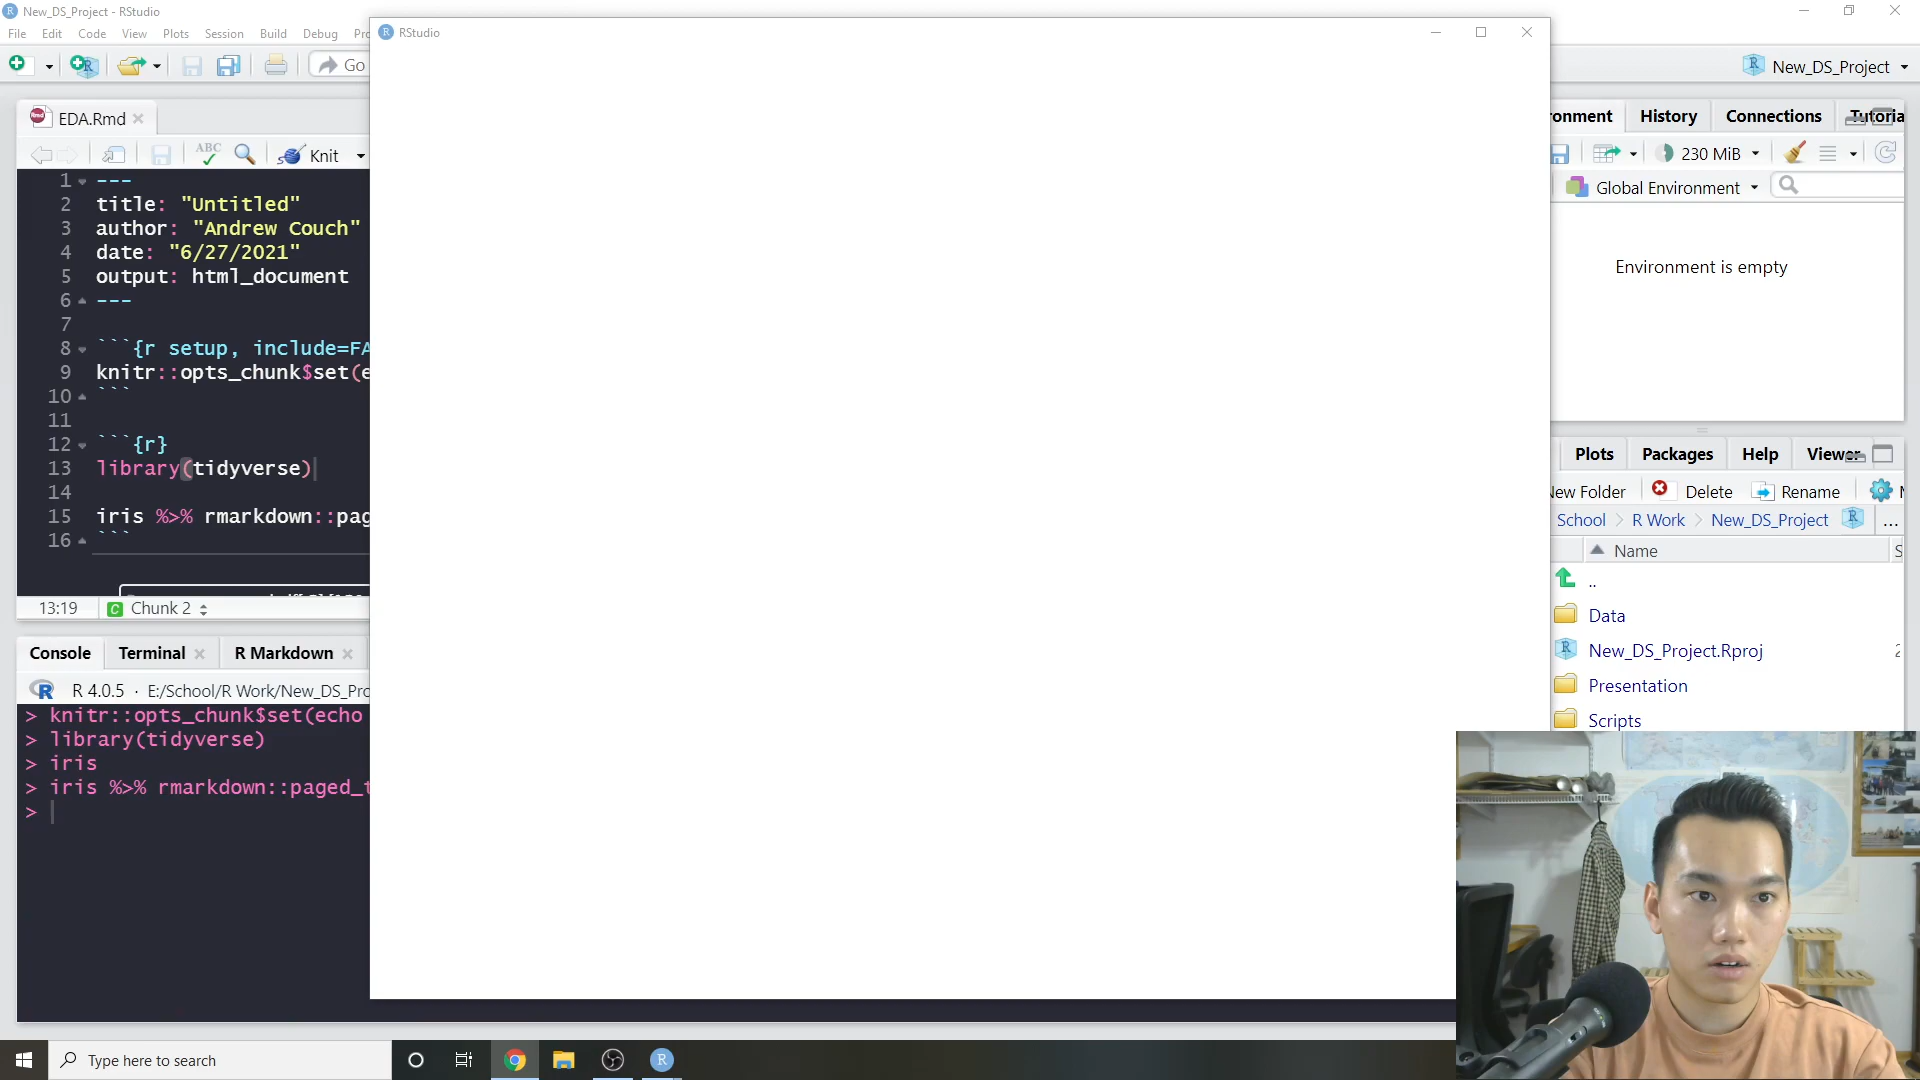 New_DS_Project - RStudio
File Edit Code View Plots Session Build Debug
RStudio
Go
New_DS_Project
EDA.Rmd
Knit
ABC
1 ---
2 title: "Untitled"
3 author: "Andrew Couch"
4 date: "6/27/2021"
5 output: html_document
6 ---
7
8 ```{r setup, include=FA
9 knitr::opts_chunk$set(e
10 ```
11
12 ```{r}
13 library(tidyverse)
14
15 iris %>% rmarkdown::pag
16 ```
13:19 Chunk 2
Console Terminal R Markdown
R 4.0.5 · E:/School/R Work/New_DS_Pro
> knitr::opts_chunk$set(echo
> library(tidyverse)
> iris
> iris %>% rmarkdown::paged_t
>
onment History Connections Tutoria
230 MiB
Global Environment
Environment is empty
Plots Packages Help Viewer
New Folder Delete Rename
School R Work New_DS_Project ...
Name
..
Data
New_DS_Project.Rproj
Presentation
Scripts
Type here to search